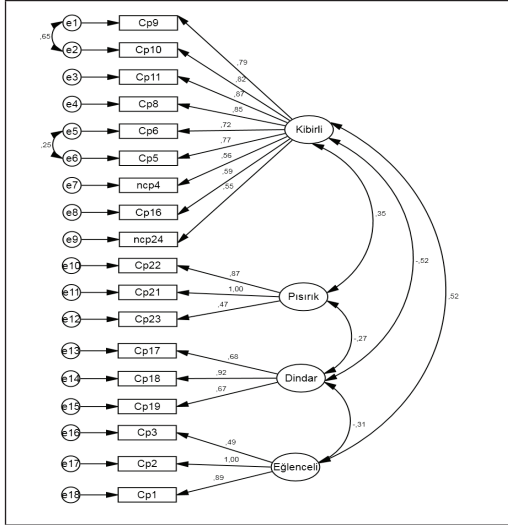 e1 Cp9
,65
e2 Cp10
,79
e3 Cp11
,82
,87
e4 Cp8
,85
Kibirli
e5 Cp6
,72
,25
,77
e6 Cp5
,56
e7 ncp4
,59
e8 Cp16
,55
e9 ncp24
,35
e10 Cp22
-,52
,87
e11 Cp21
1,00
Pısırık
,52
e12 Cp23
,47
e13 Cp17
-,27
,68
e14 Cp18
,92
Dindar
e15 Cp19
,67
e16 Cp3
-,31
,49
e17 Cp2
1,00
Eğlenceli
,89
e18 Cp1